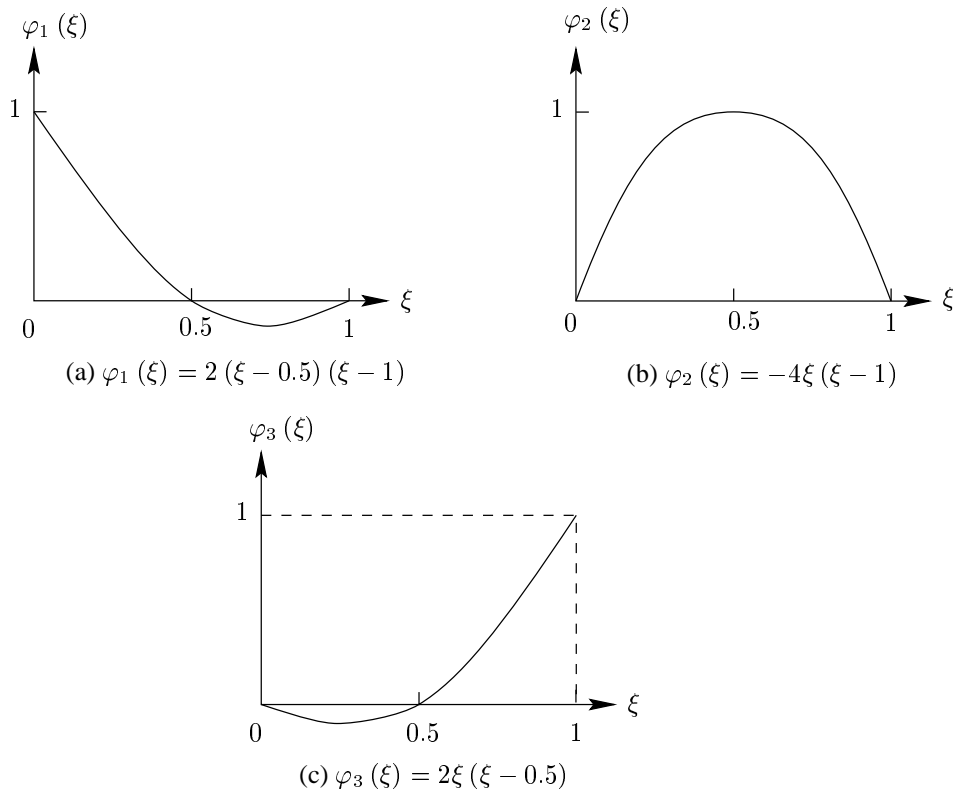 φ₁ (ξ)
1
ξ
0
0.5
1
(a) φ₁ (ξ) = 2 (ξ − 0.5) (ξ − 1)
φ₂ (ξ)
1
ξ
0
0.5
1
(b) φ₂ (ξ) = −4ξ (ξ − 1)
φ₃ (ξ)
1
ξ
0
0.5
1
(c) φ₃ (ξ) = 2ξ (ξ − 0.5)